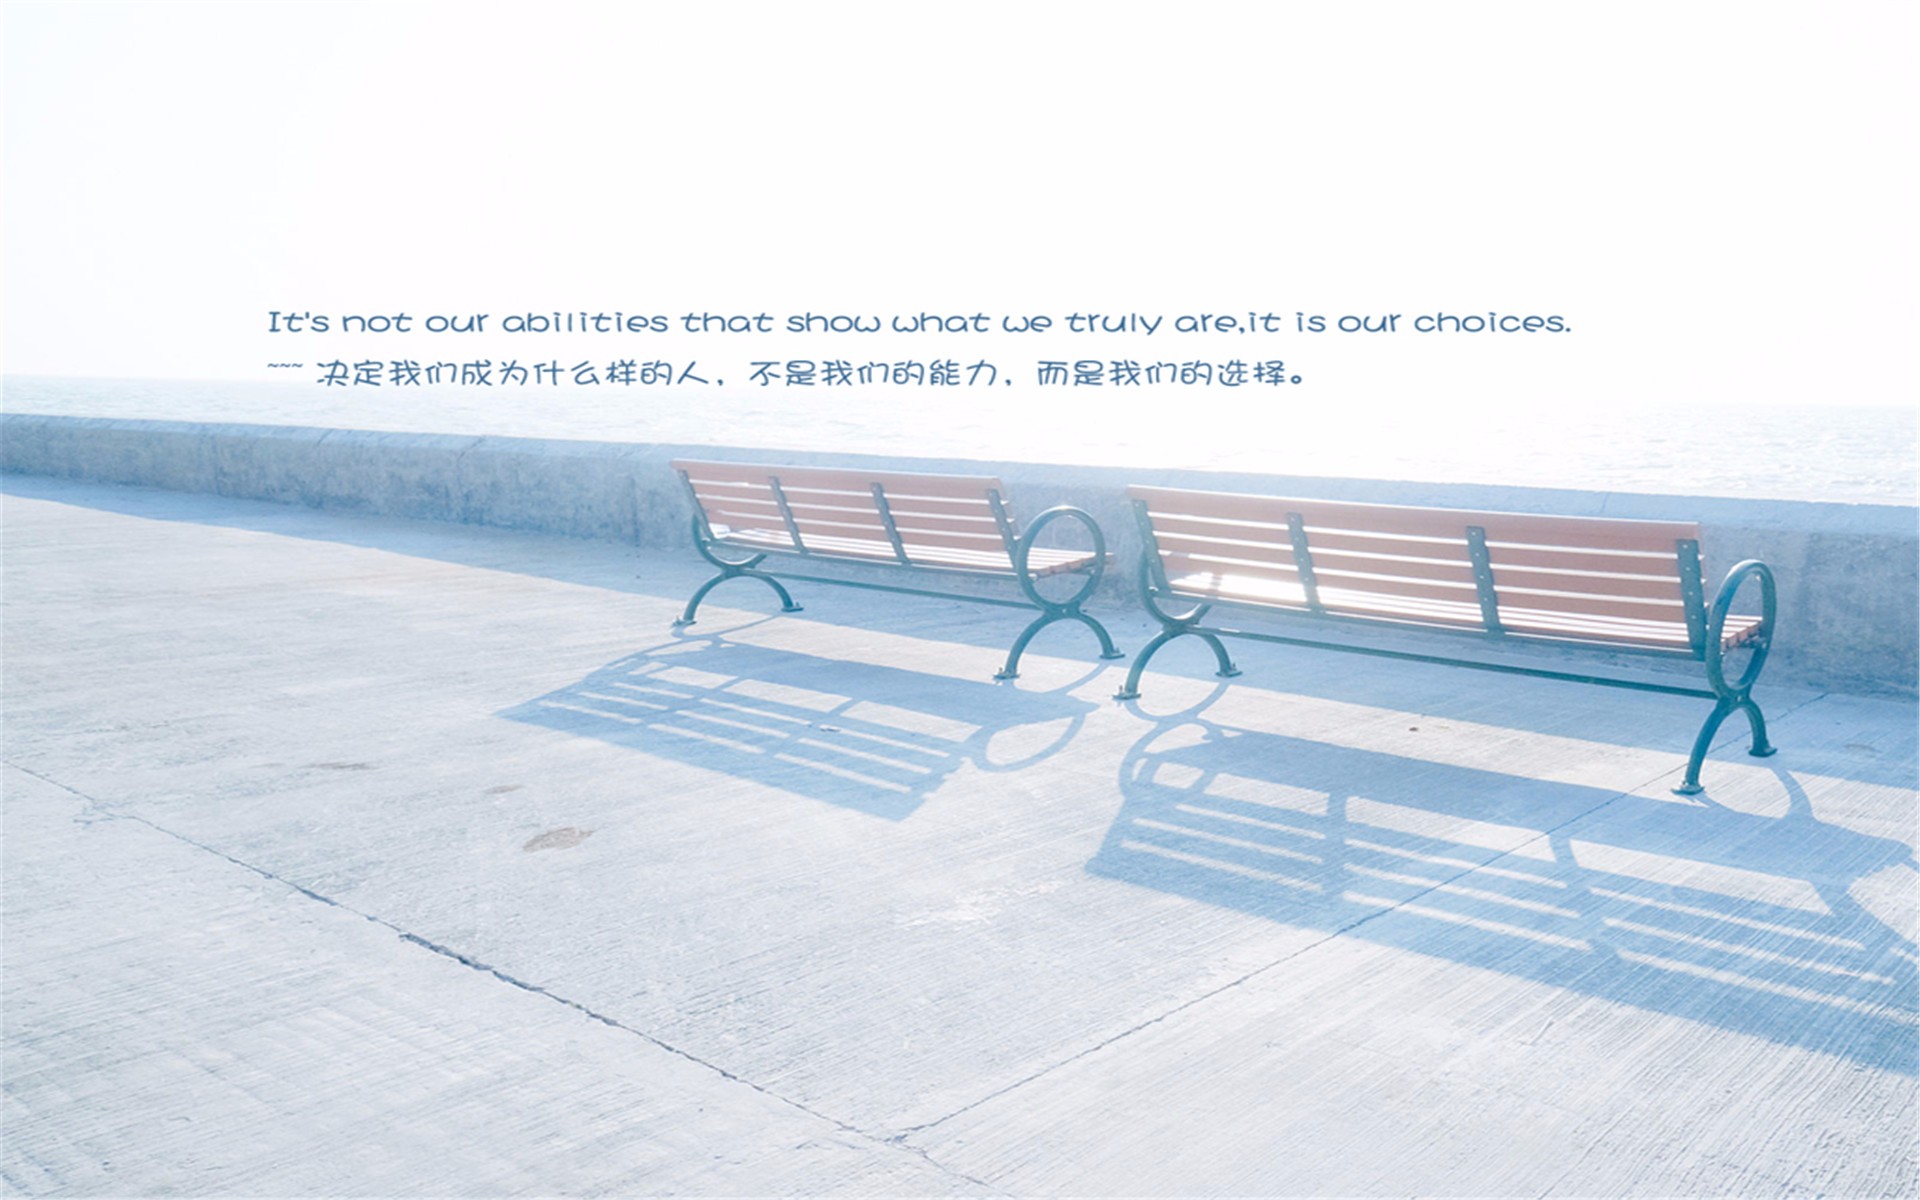 It's not our abilities that show what we truly are,it is our choices.
~~~ 决定我们成为什么样的人，不是我们的能力，而是我们的选择。